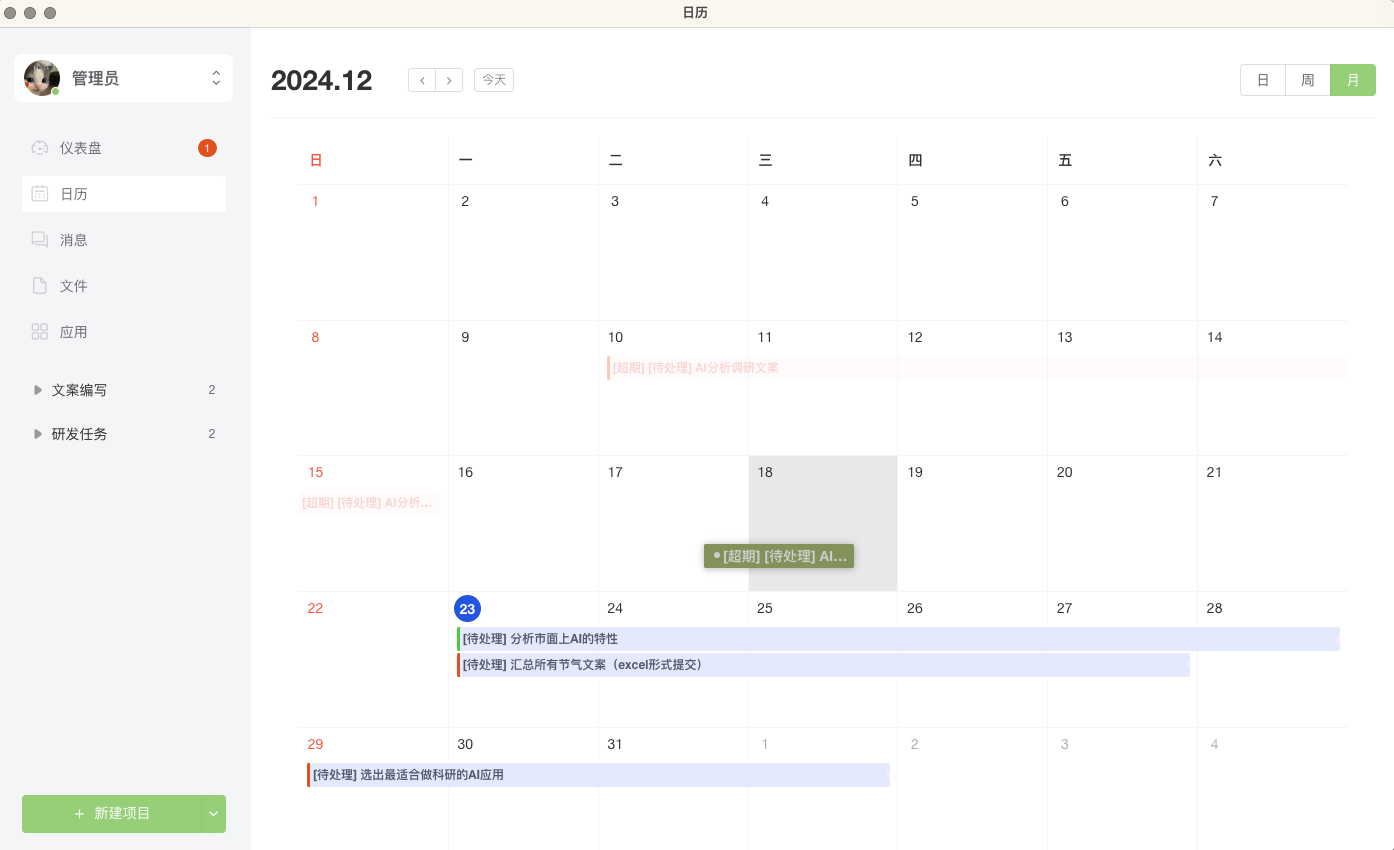 日历
管理员
仪表盘 1
日历
消息
文件
应用
文案编写 2
研发任务 2
+ 新建项目
2024.12
今天
日 周 月
日 一 二 三 四 五 六
1 2 3 4 5 6 7
8 9 10 11 12 13 14
[超期] [待处理] AI分析调研文案
15 16 17 18 19 20 21
[超期] [待处理] AI分析...
[超期] [待处理] AI...
22 23 24 25 26 27 28
[待处理] 分析市面上AI的特性
[待处理] 汇总所有节气文案（excel形式提交）
29 30 31 1 2 3 4
[待处理] 选出最适合做科研的AI应用